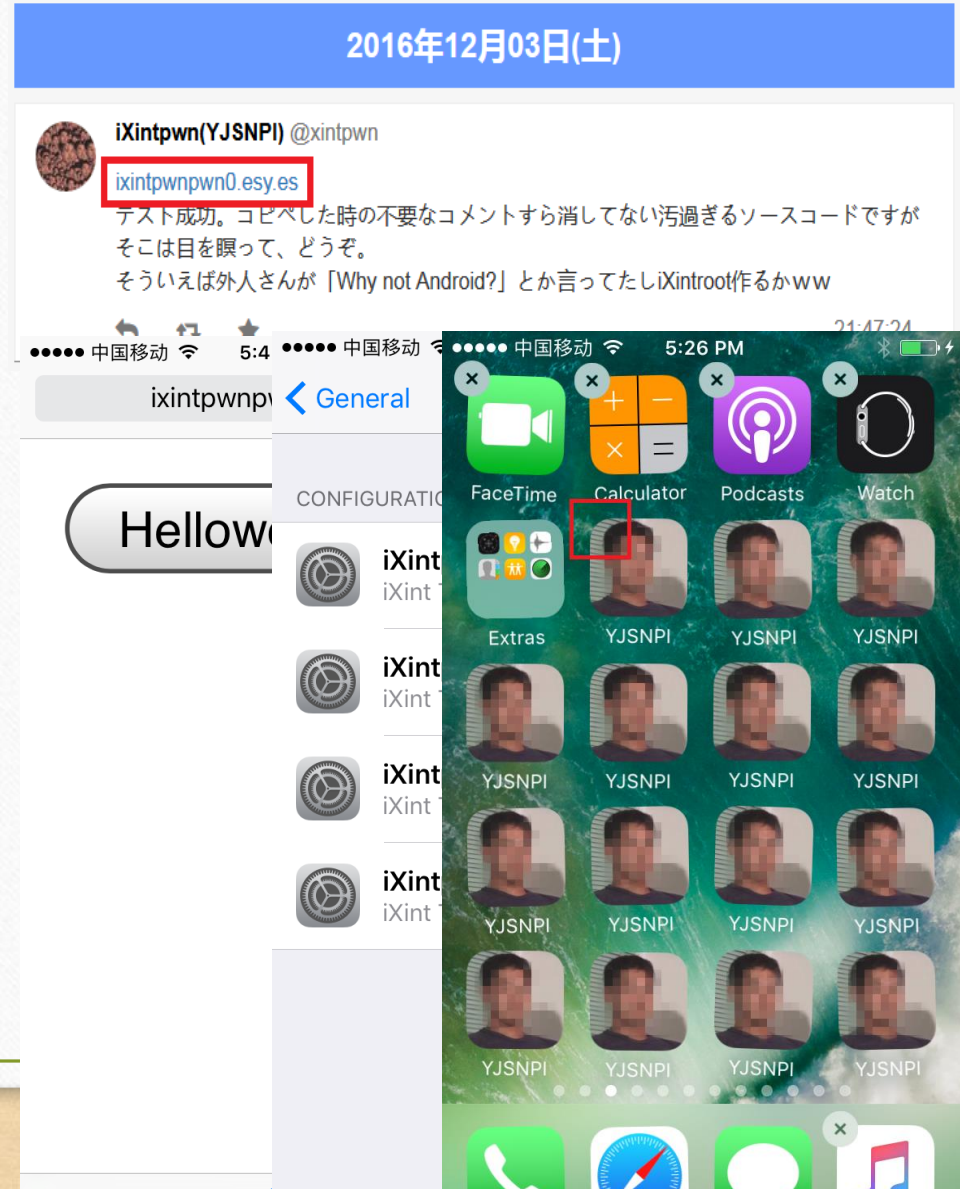 2016年12月03日(土)
iXintpwn(YJSNPI) @xintpwn
ixintpwnpwn0.esy.es
テスト成功。コピペした時の不要なコメントすら消してない汚過ぎるソースコードですが
そこは目を瞑って、どうぞ。
そういえば外人さんが「Why not Android?」とか言ってたしiXintroot作るかｗｗ
21:47:24
中国移动 5:4
ixintpwnpw
Hellow
中国移动
General
CONFIGURATIO
iXint
iXint
iXint
iXint
iXint
iXint
iXint
iXint
中国移动 5:26 PM
FaceTime Calculator Podcasts Watch
Extras YJSNPI YJSNPI YJSNPI
YJSNPI YJSNPI YJSNPI YJSNPI
YJSNPI YJSNPI YJSNPI YJSNPI
YJSNPI YJSNPI YJSNPI YJSNPI